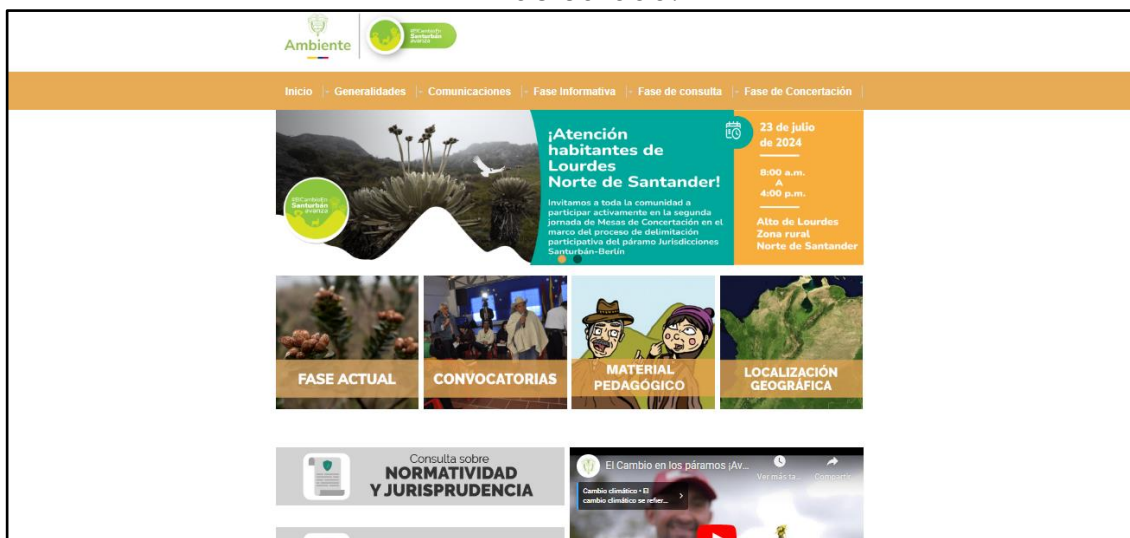 Ambiente
#ElCambioEn
Santurbán
avanza
Inicio
Generalidades
Comunicaciones
Fase Informativa
Fase de consulta
Fase de Concertación
¡Atención
habitantes de
Lourdes
Norte de Santander!
Invitamos a toda la comunidad a
participar activamente en la segunda
jornada de Mesas de Concertación en el
marco del proceso de delimitación
participativa del páramo Jurisdicciones
Santurbán-Berlín
23 de julio
de 2024
8:00 a.m.
A
4:00 p.m.
Alto de Lourdes
Zona rural
Norte de Santander
Santurbán
avanza
FASE ACTUAL
CONVOCATORIAS
MATERIAL
PEDAGÓGICO
LOCALIZACIÓN
GEOGRÁFICA
Consulta sobre
NORMATIVIDAD
Y JURISPRUDENCIA
El Cambio en los páramos ¡Av...
Ver más ta...
Compartir
Cambio climático • El
cambio climático se refier...